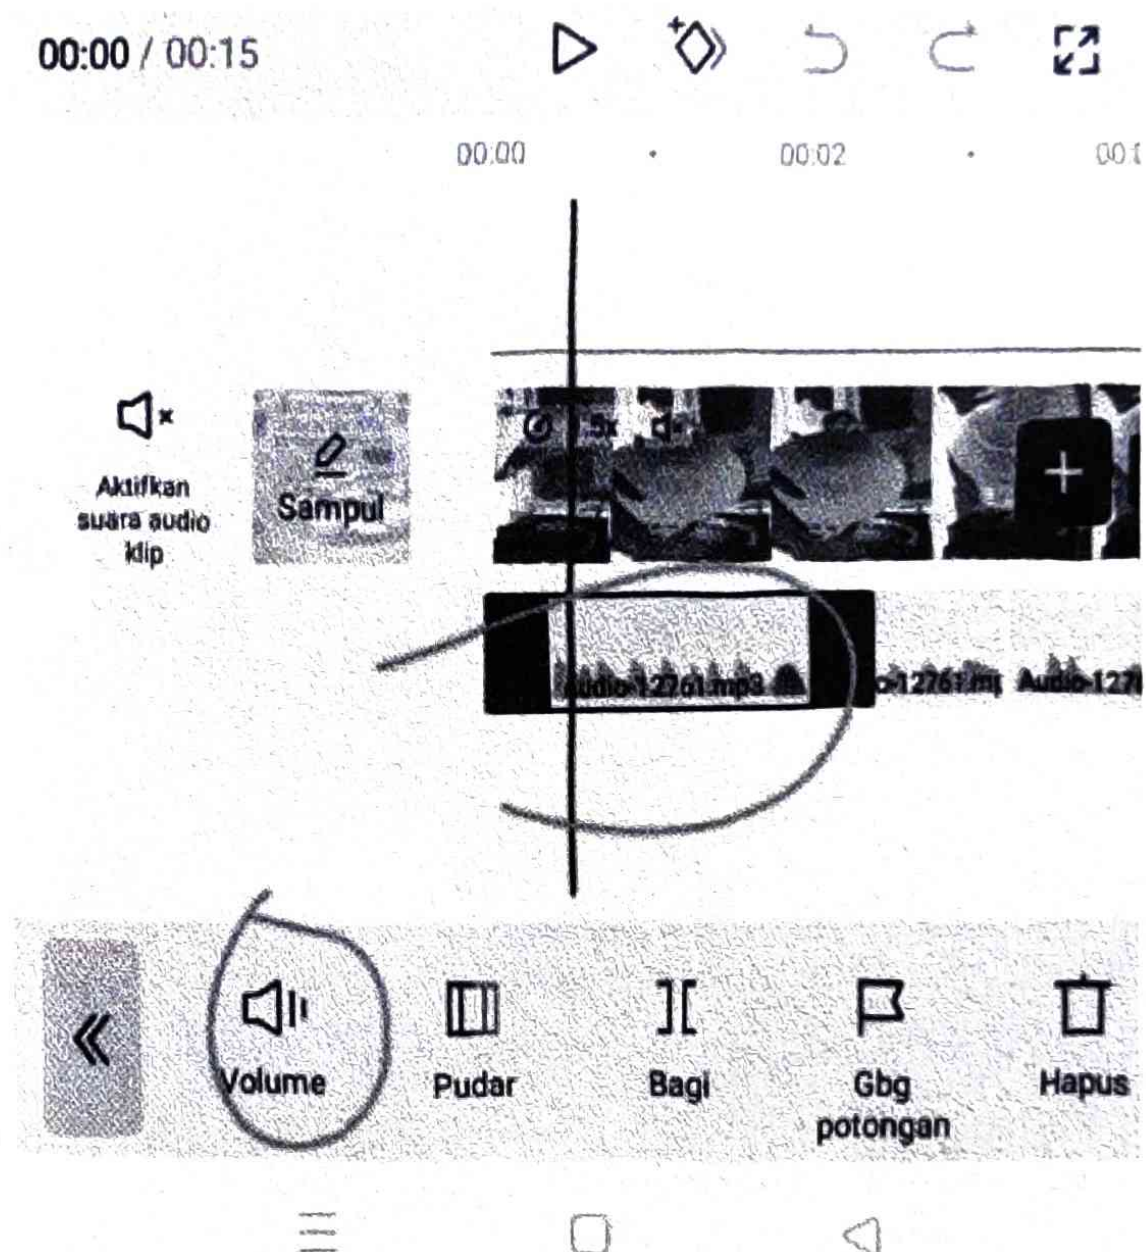 00:00 / 00:15
00:00
00:02
Aktifkan
suara audio
klip
Sampul
Audio-12761.mp3
Volume
Pudar
Bagi
Gbg
potongan
Hapus